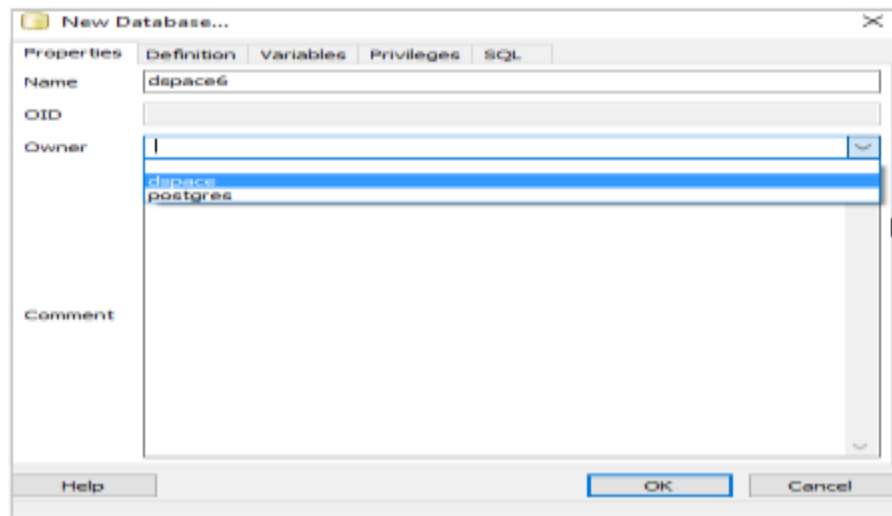 New Database...
Properties Definition Variables Privileges SQL
Name dspace6
OID
Owner
dspace
postgres
Comment
Help OK Cancel